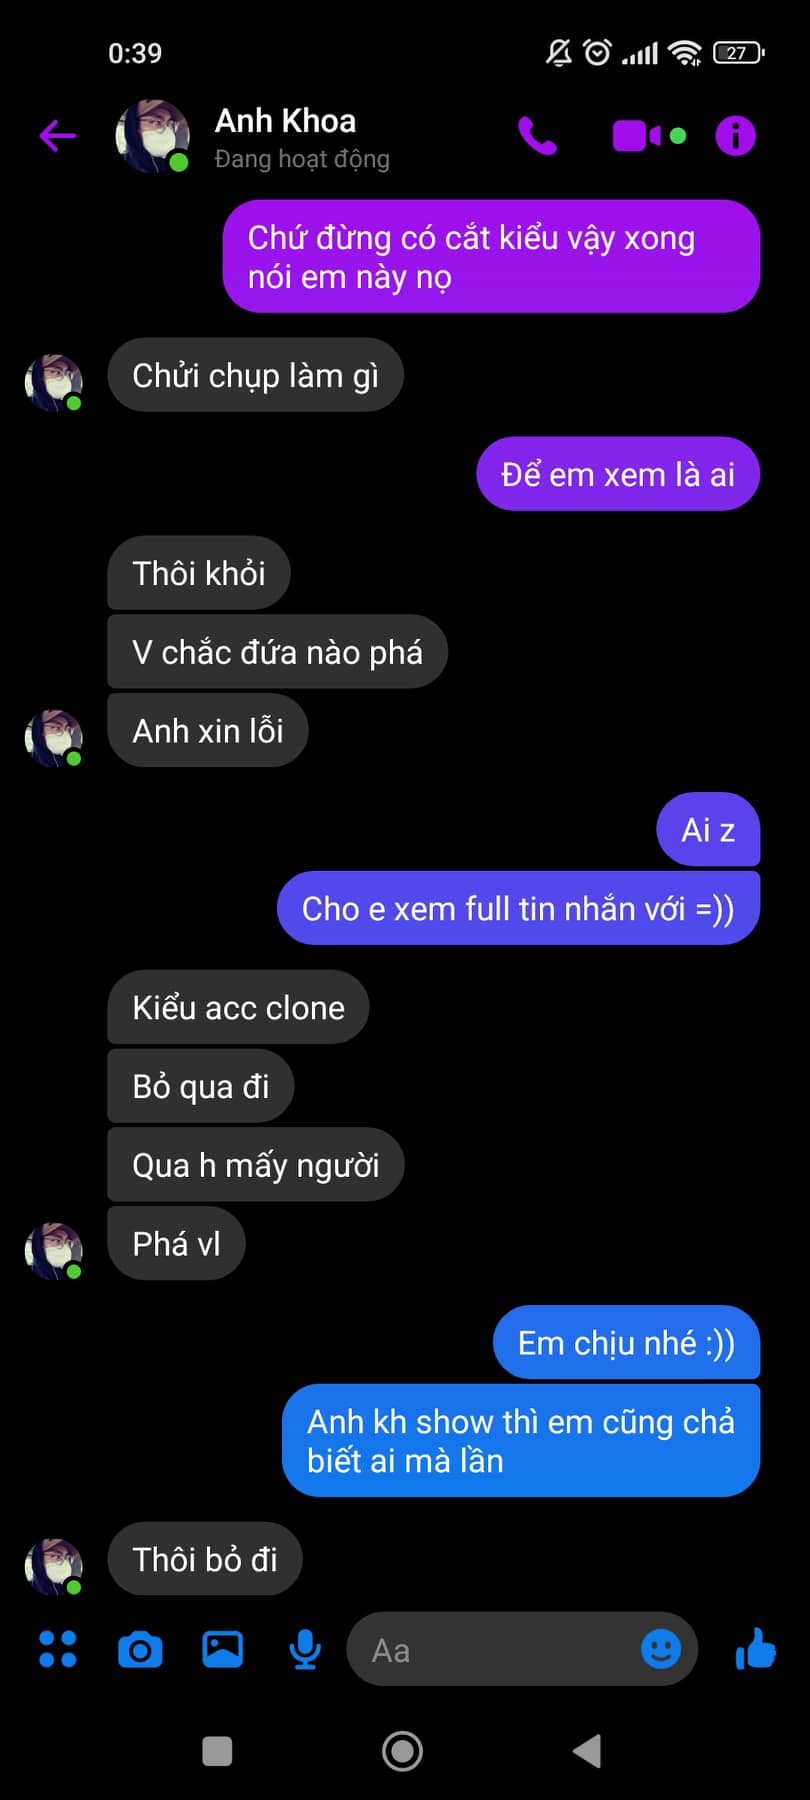 0:39
27
Anh Khoa
Đang hoạt động
Chứ đừng có cắt kiểu vậy xong
nói em này nọ
Chửi chụp làm gì
Để em xem là ai
Thôi khỏi
V chắc đứa nào phá
Anh xin lỗi
Ai z
Cho e xem full tin nhắn với =))
Kiểu acc clone
Bỏ qua đi
Qua h mấy người
Phá vl
Em chịu nhé :))
Anh kh show thì em cũng chả
biết ai mà lần
Thôi bỏ đi
Aa